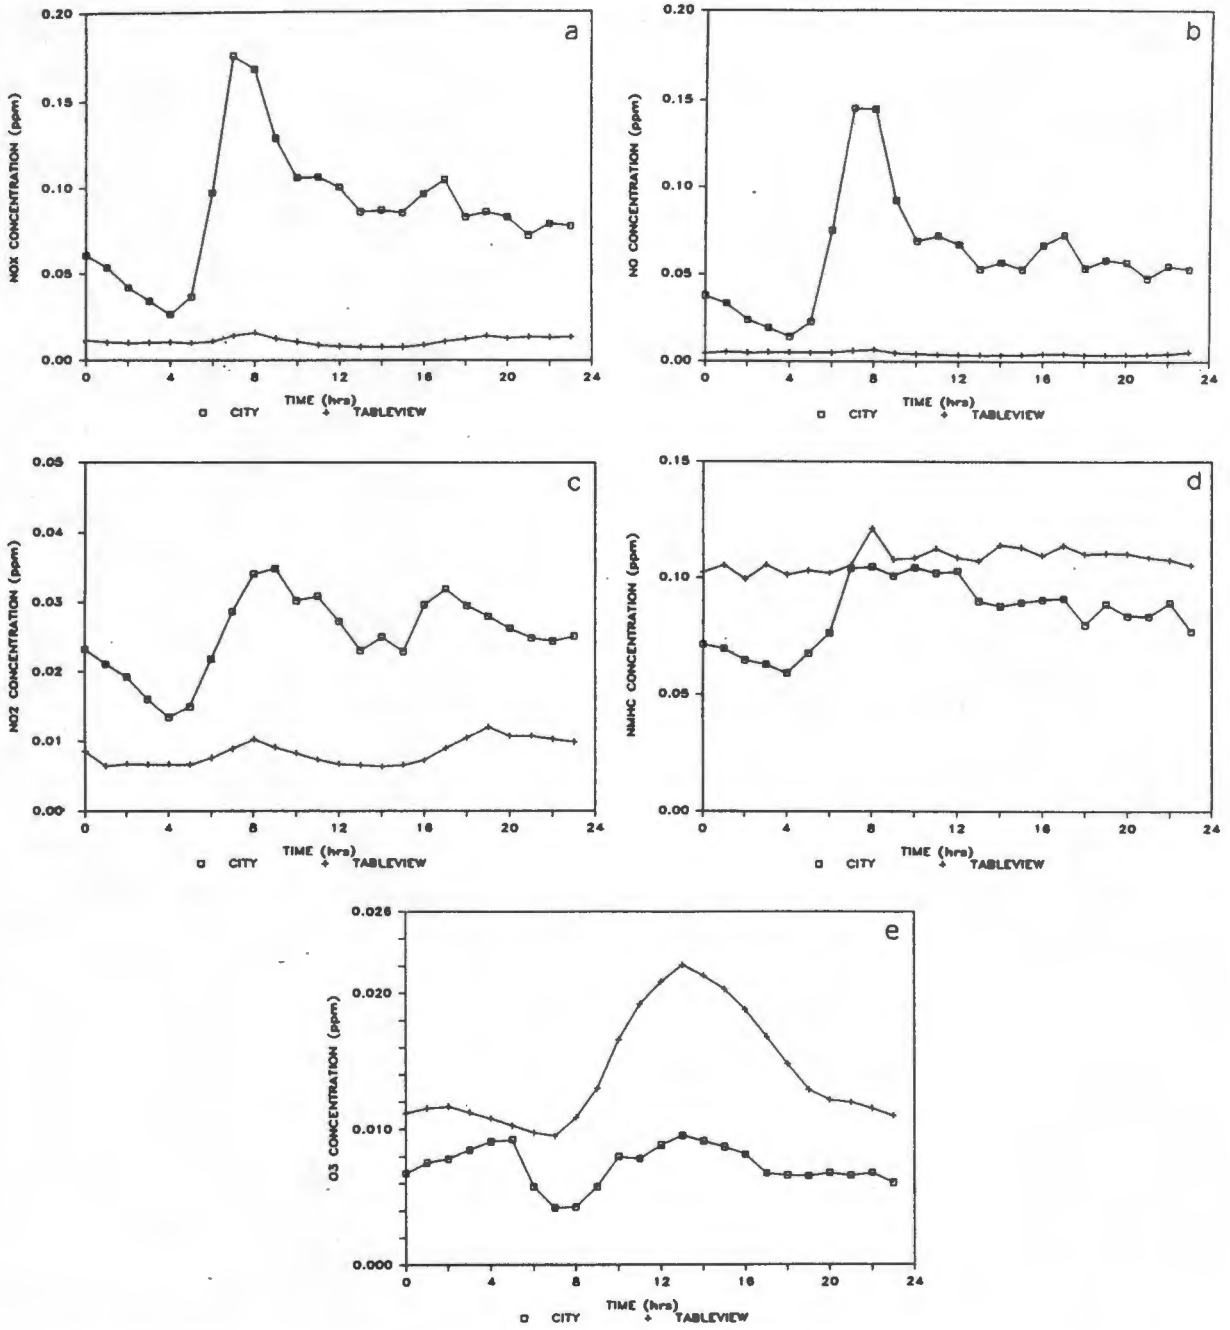 a
NOX CONCENTRATION (ppm)
0.20
0.15
0.10
0.05
0.00
0 4 8 12 16 20 24
TIME (hrs)
CITY + TABLEVIEW
b
NO CONCENTRATION (ppm)
0.20
0.15
0.10
0.05
0.00
0 4 8 12 16 20 24
TIME (hrs)
CITY + TABLEVIEW
c
NO2 CONCENTRATION (ppm)
0.05
0.04
0.03
0.02
0.01
0.00
0 4 8 12 16 20 24
TIME (hrs)
CITY + TABLEVIEW
d
NMHC CONCENTRATION (ppm)
0.15
0.10
0.05
0.00
0 4 8 12 16 20 24
TIME (hrs)
CITY + TABLEVIEW
e
O3 CONCENTRATION (ppm)
0.026
0.020
0.010
0.000
0 4 8 12 16 20 24
TIME (hrs)
CITY + TABLEVIEW